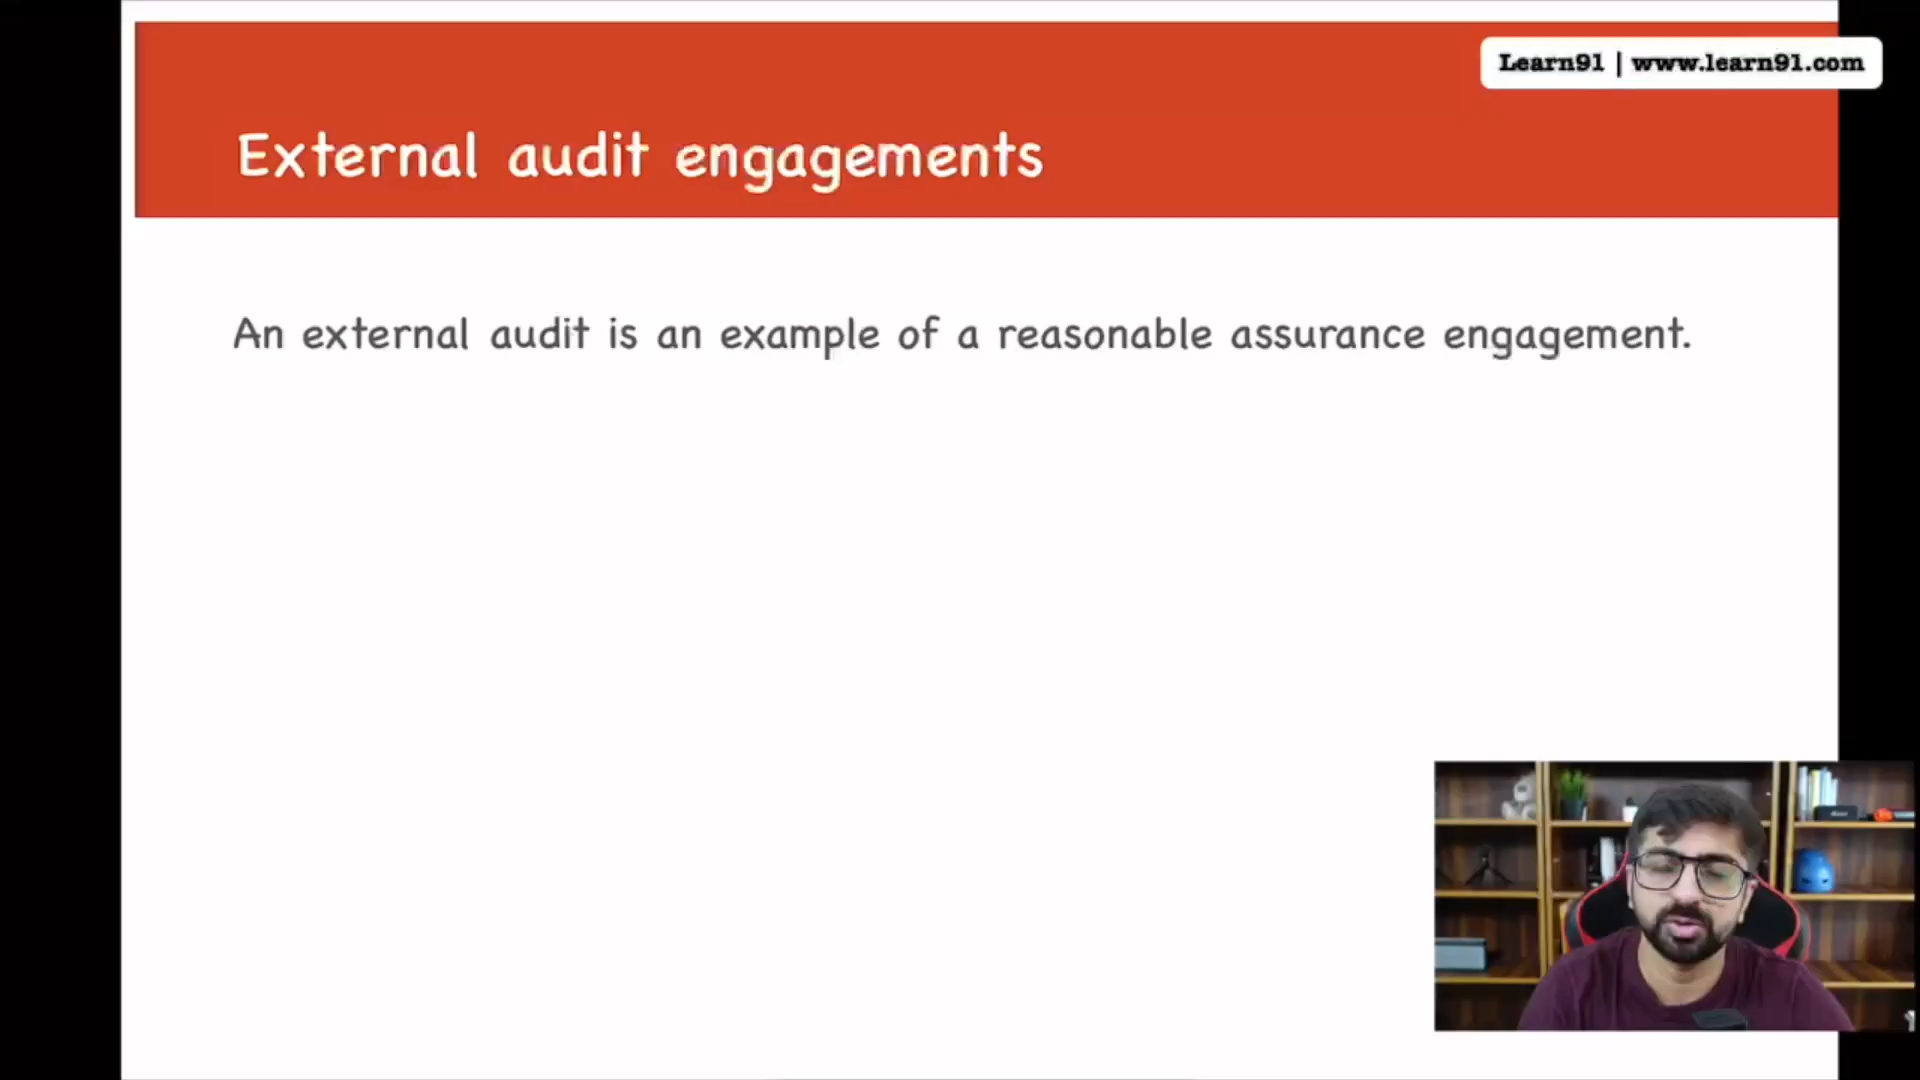 Learn91 | www.learn91.com
External audit engagements
An external audit is an example of a reasonable assurance engagement.